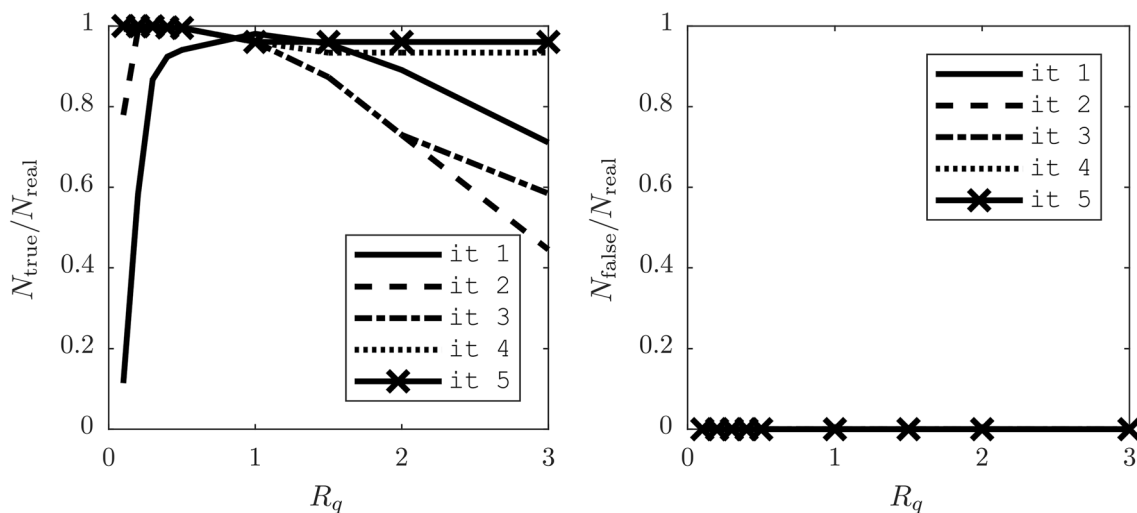 1
0.8
0.6
0.4
0.2
0
0 1 2 3
N_true/N_real
R_q
it 1
it 2
it 3
it 4
it 5
1
0.8
0.6
0.4
0.2
0
0 1 2 3
N_false/N_real
R_q
it 1
it 2
it 3
it 4
it 5